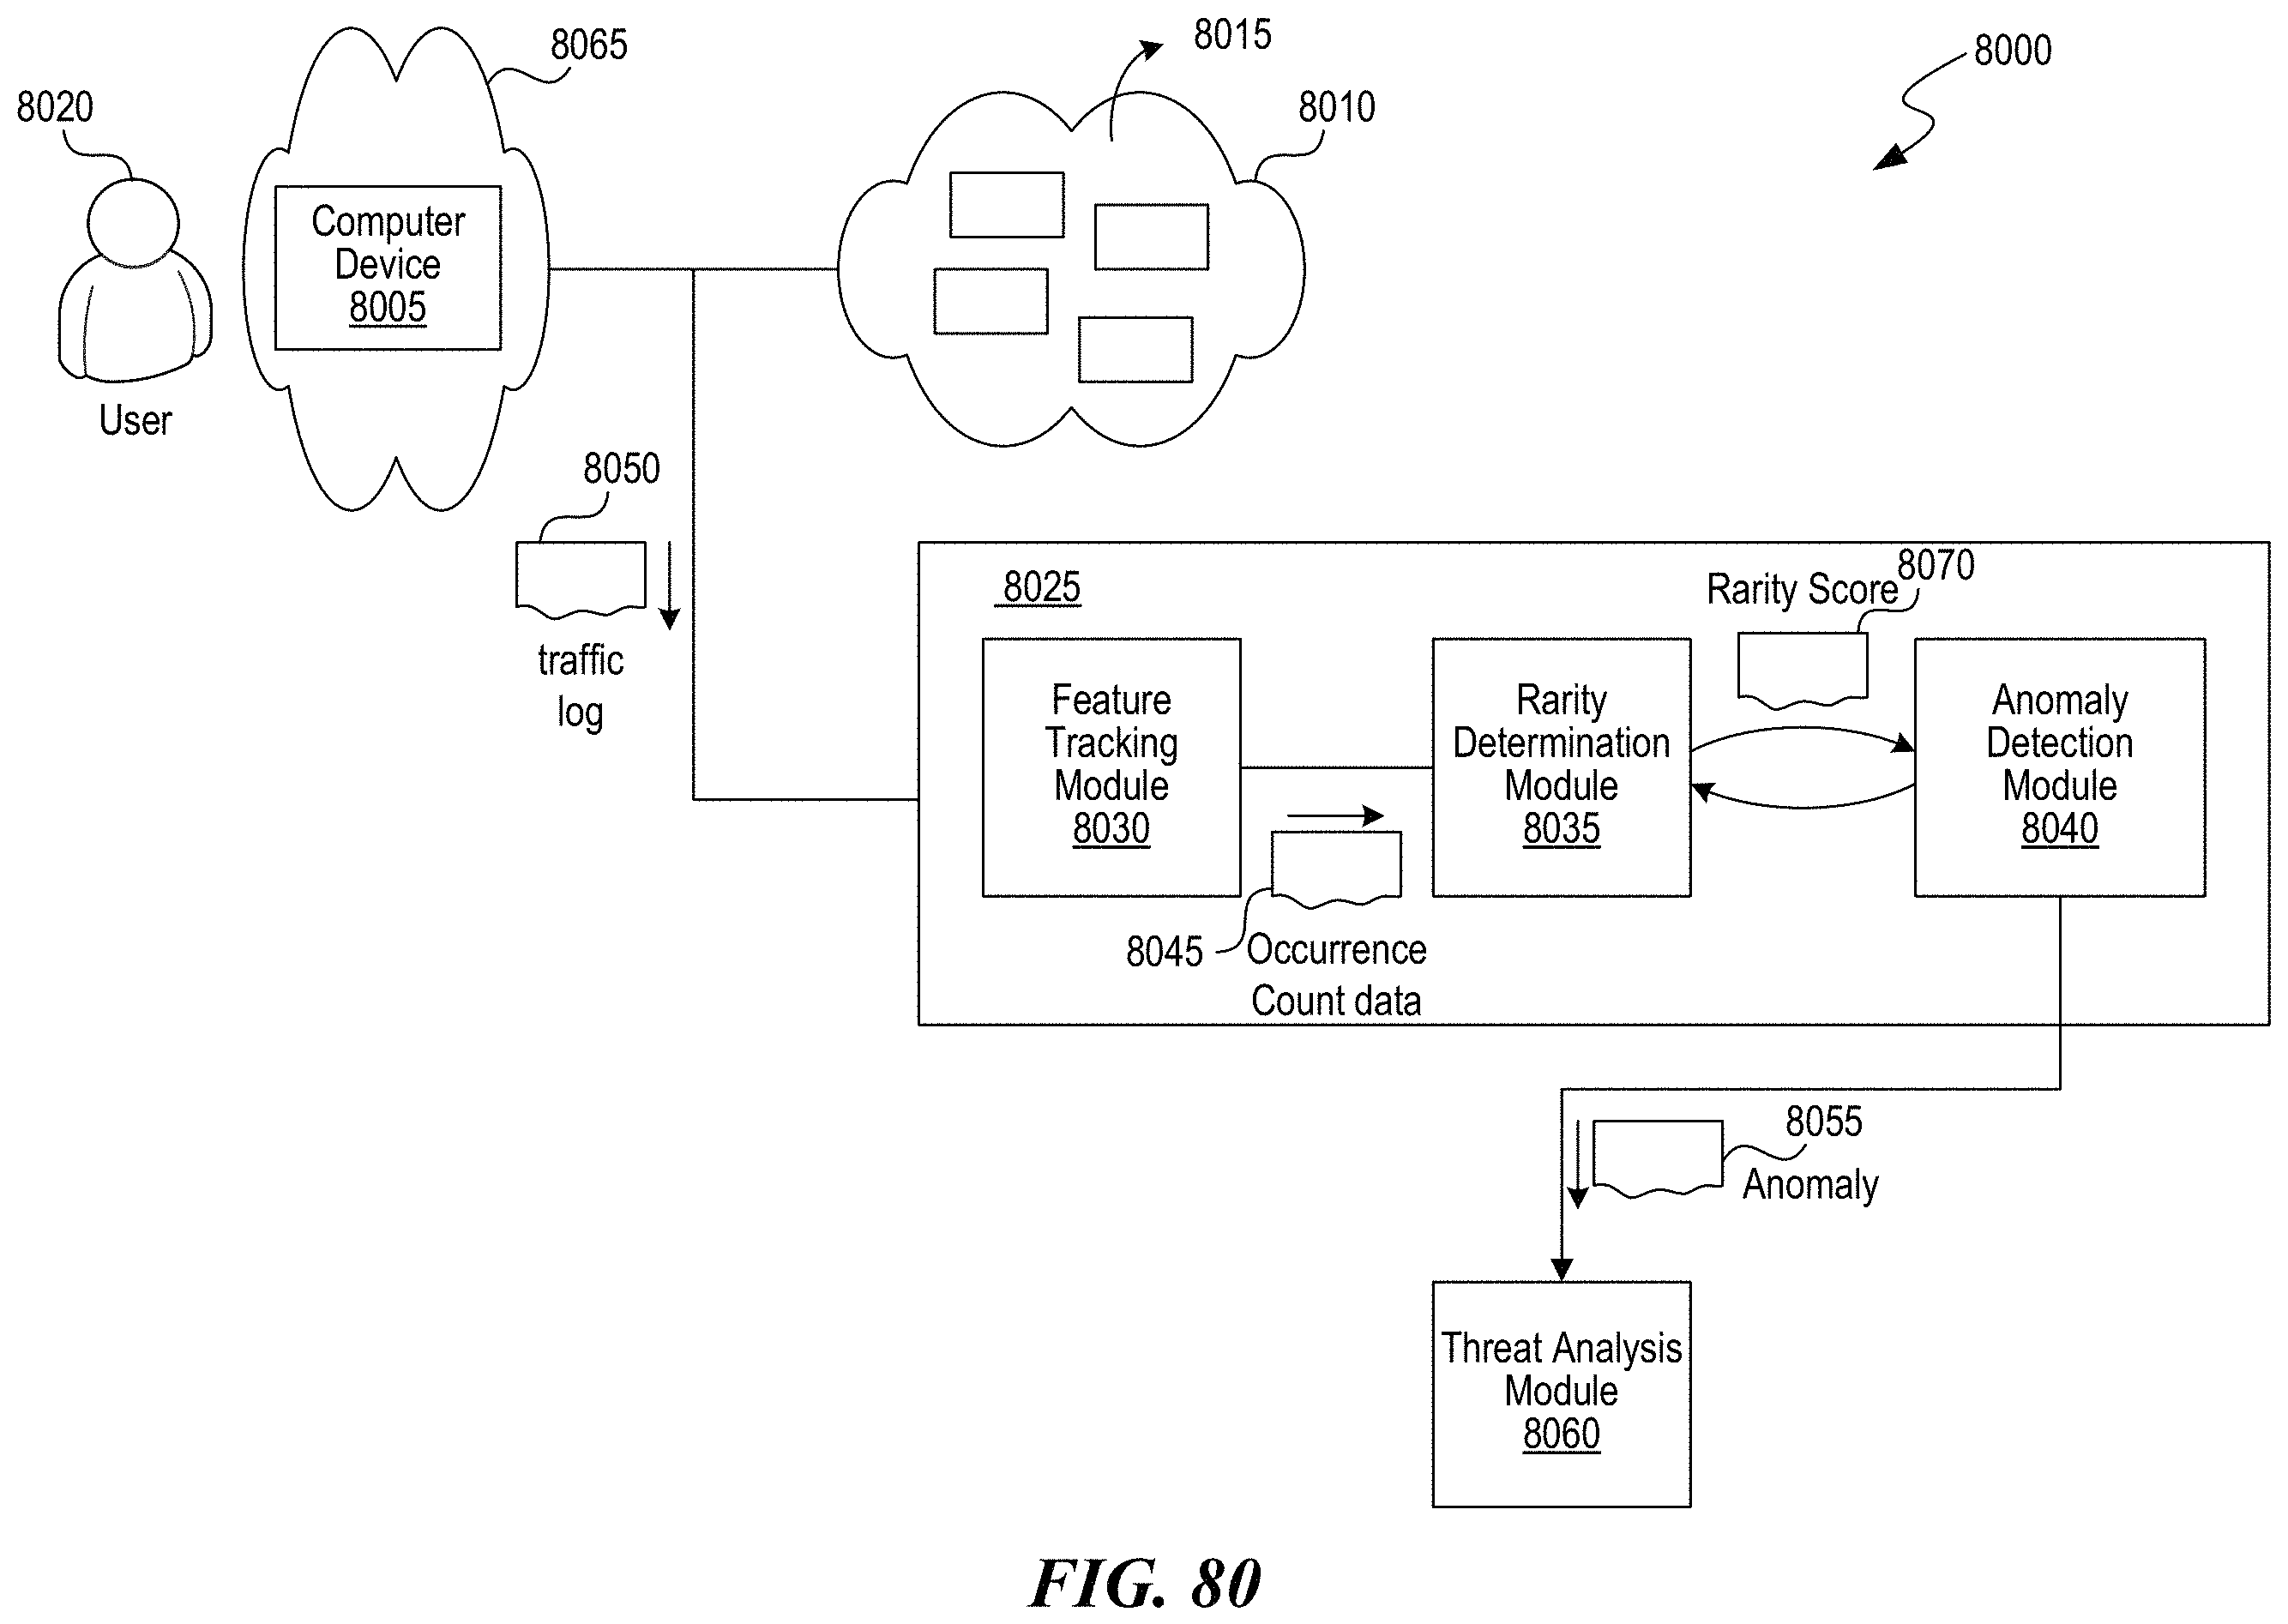 8065
8015
8000
8020
8010
Computer
Device
8005
User
8050
traffic
log
8025
8070
Rarity Score
Feature
Tracking
Module
8030
Rarity
Determination
Module
8035
Anomaly
Detection
Module
8040
8045
Occurrence
Count data
8055
Anomaly
Threat Analysis
Module
8060
FIG. 80